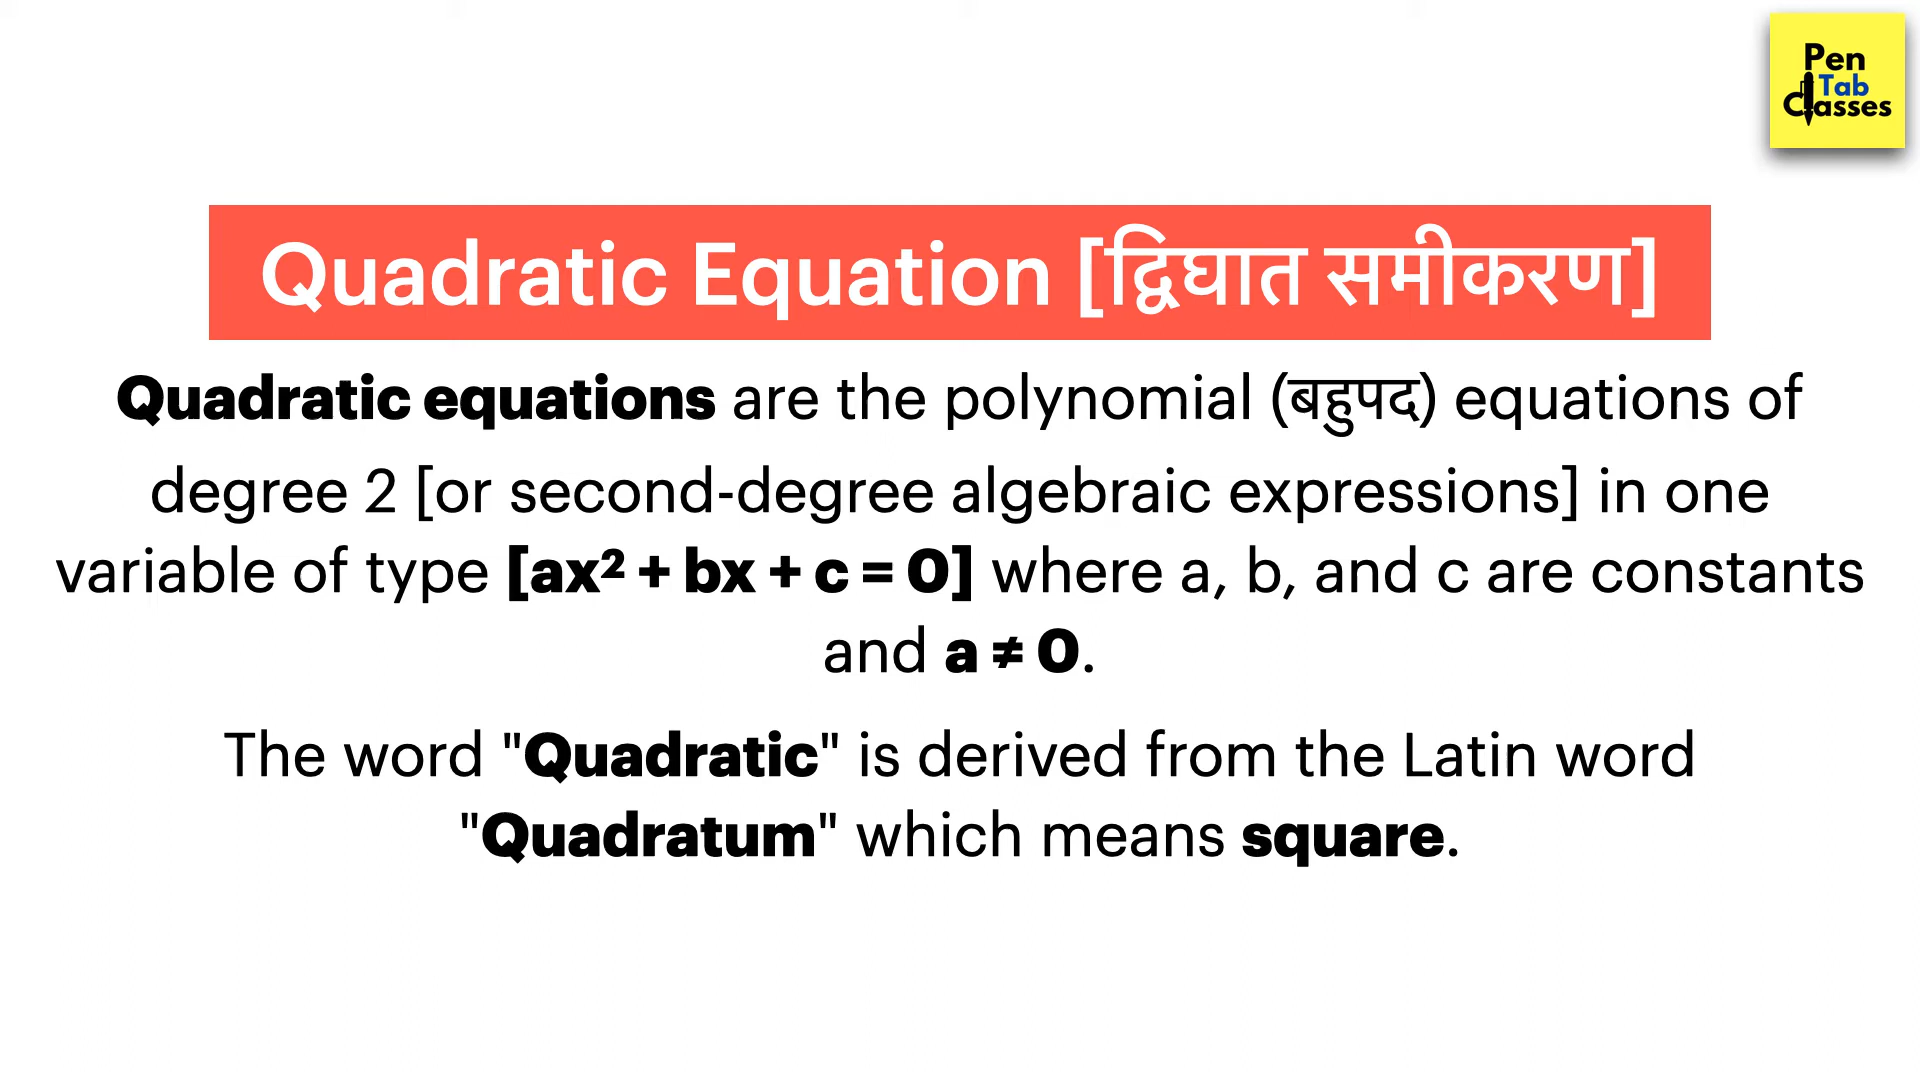 Pen
Tab
Classes
Quadratic Equation [द्विघात समीकरण]
Quadratic equations are the polynomial (बहुपद) equations of
degree 2 [or second-degree algebraic expressions] in one
variable of type [ax² + bx + c = 0] where a, b, and c are constants
and a ≠ 0.
The word "Quadratic" is derived from the Latin word
"Quadratum" which means square.